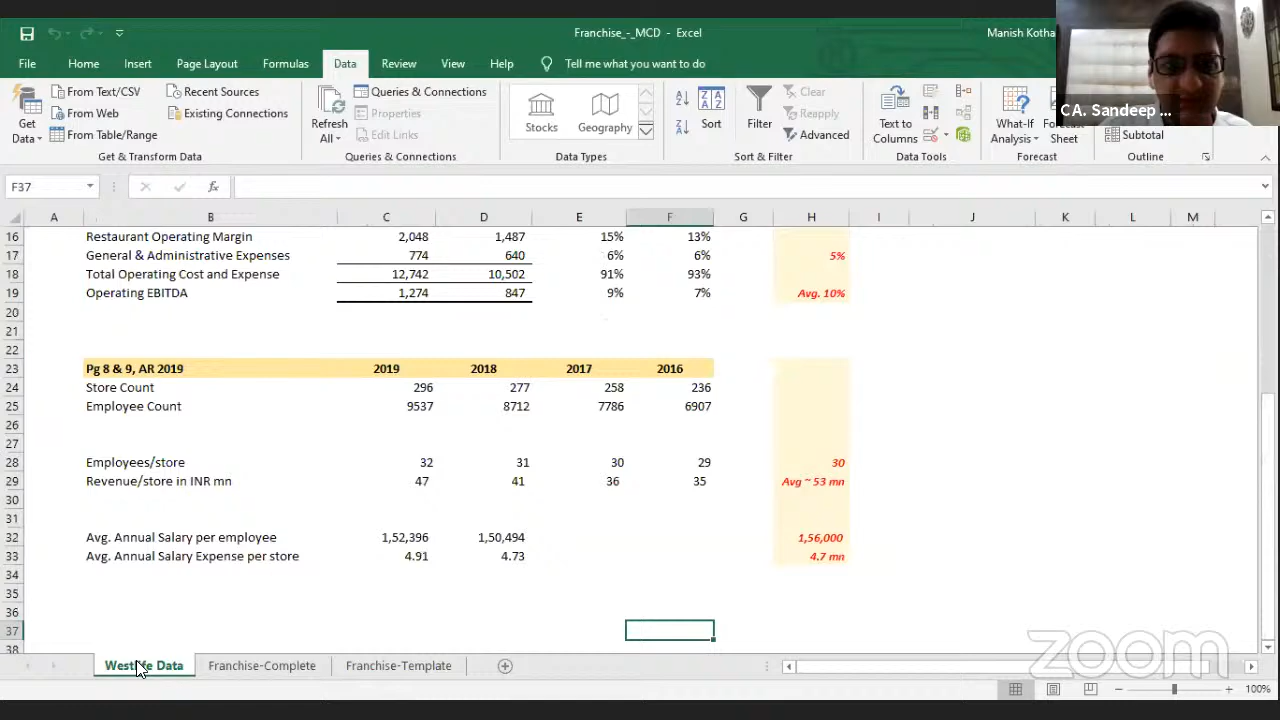 Franchise_-_MCD - Excel
Manish Kotha
CA. Sandeep ...
File Home Insert Page Layout Formulas Data Review View Help Tell me what you want to do
Get Data
From Text/CSV
From Web
From Table/Range
Recent Sources
Existing Connections
Get & Transform Data
Refresh All
Queries & Connections
Properties
Edit Links
Queries & Connections
Stocks
Geography
Data Types
Sort
Filter
Clear
Reapply
Advanced
Sort & Filter
Text to Columns
Data Tools
What-If Analysis
Sheet
Forecast
Subtotal
Outline
F37 fx
A B C D E F G H I J K L M
16 Restaurant Operating Margin 2,048 1,487 15% 13%
17 General & Administrative Expenses 774 640 6% 6% 5%
18 Total Operating Cost and Expense 12,742 10,502 91% 93%
19 Operating EBITDA 1,274 847 9% 7% Avg. 10%
20
21
22
23 Pg 8 & 9, AR 2019 2019 2018 2017 2016
24 Store Count 296 277 258 236
25 Employee Count 9537 8712 7786 6907
26
27
28 Employees/store 32 31 30 29 30
29 Revenue/store in INR mn 47 41 36 35 Avg ~ 53 mn
30
31
32 Avg. Annual Salary per employee 1,52,396 1,50,494 1,56,000
33 Avg. Annual Salary Expense per store 4.91 4.73 4.7 mn
34
35
36
37
38
Westlife Data Franchise-Complete Franchise-Template
zoom
100%